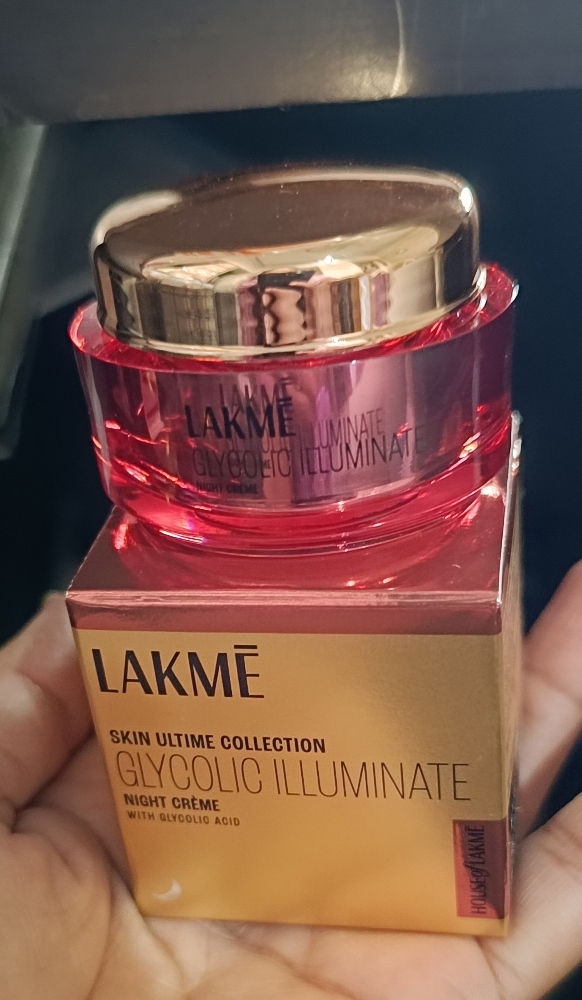 LAKMĒ
GLYCOLIC ILLUMINATE
NIGHT CRÈME
LAKMĒ
SKIN ULTIME COLLECTION
GLYCOLIC ILLUMINATE
NIGHT CRÈME
WITH GLYCOLIC ACID
HOUSE of LAKMĒ